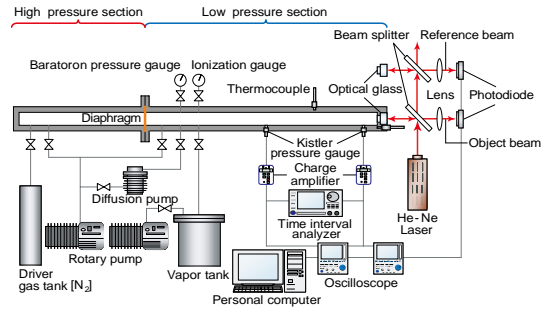 High pressure section
Low pressure section
Beam splitter
Reference beam
Baratoron pressure gauge
Ionization gauge
Thermocouple
Optical glass
Lens
Photodiode
Diaphragm
Kistler
pressure gauge
Object beam
Charge
amplifier
Diffusion pump
He-Ne
Laser
Time interval
analyzer
Rotary pump
Vapor tank
Driver
gas tank [N₂]
Oscilloscope
Personal computer